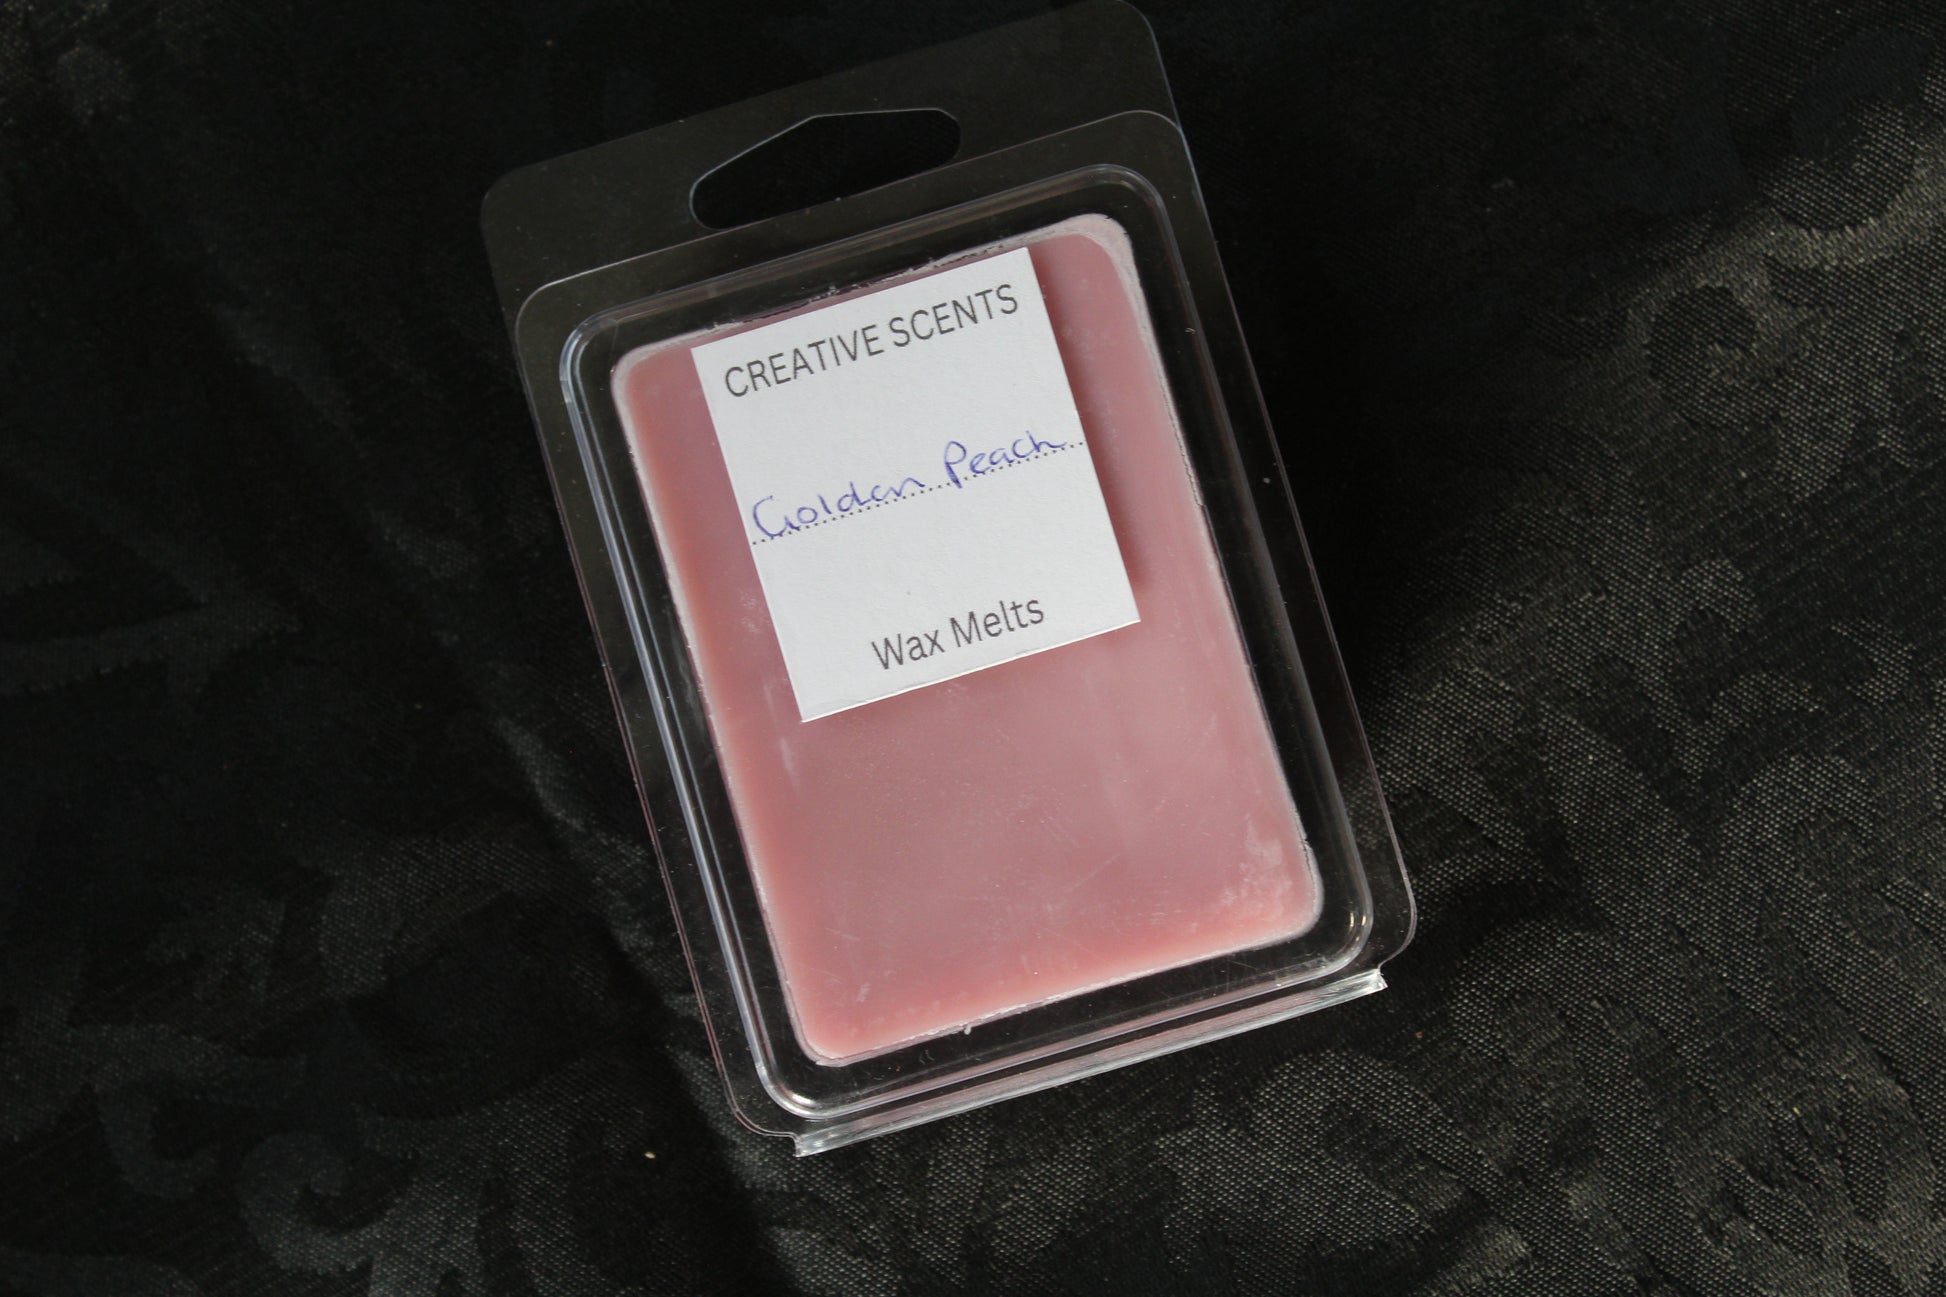 CREATIVE SCENTS
Golden Peach
Wax Melts